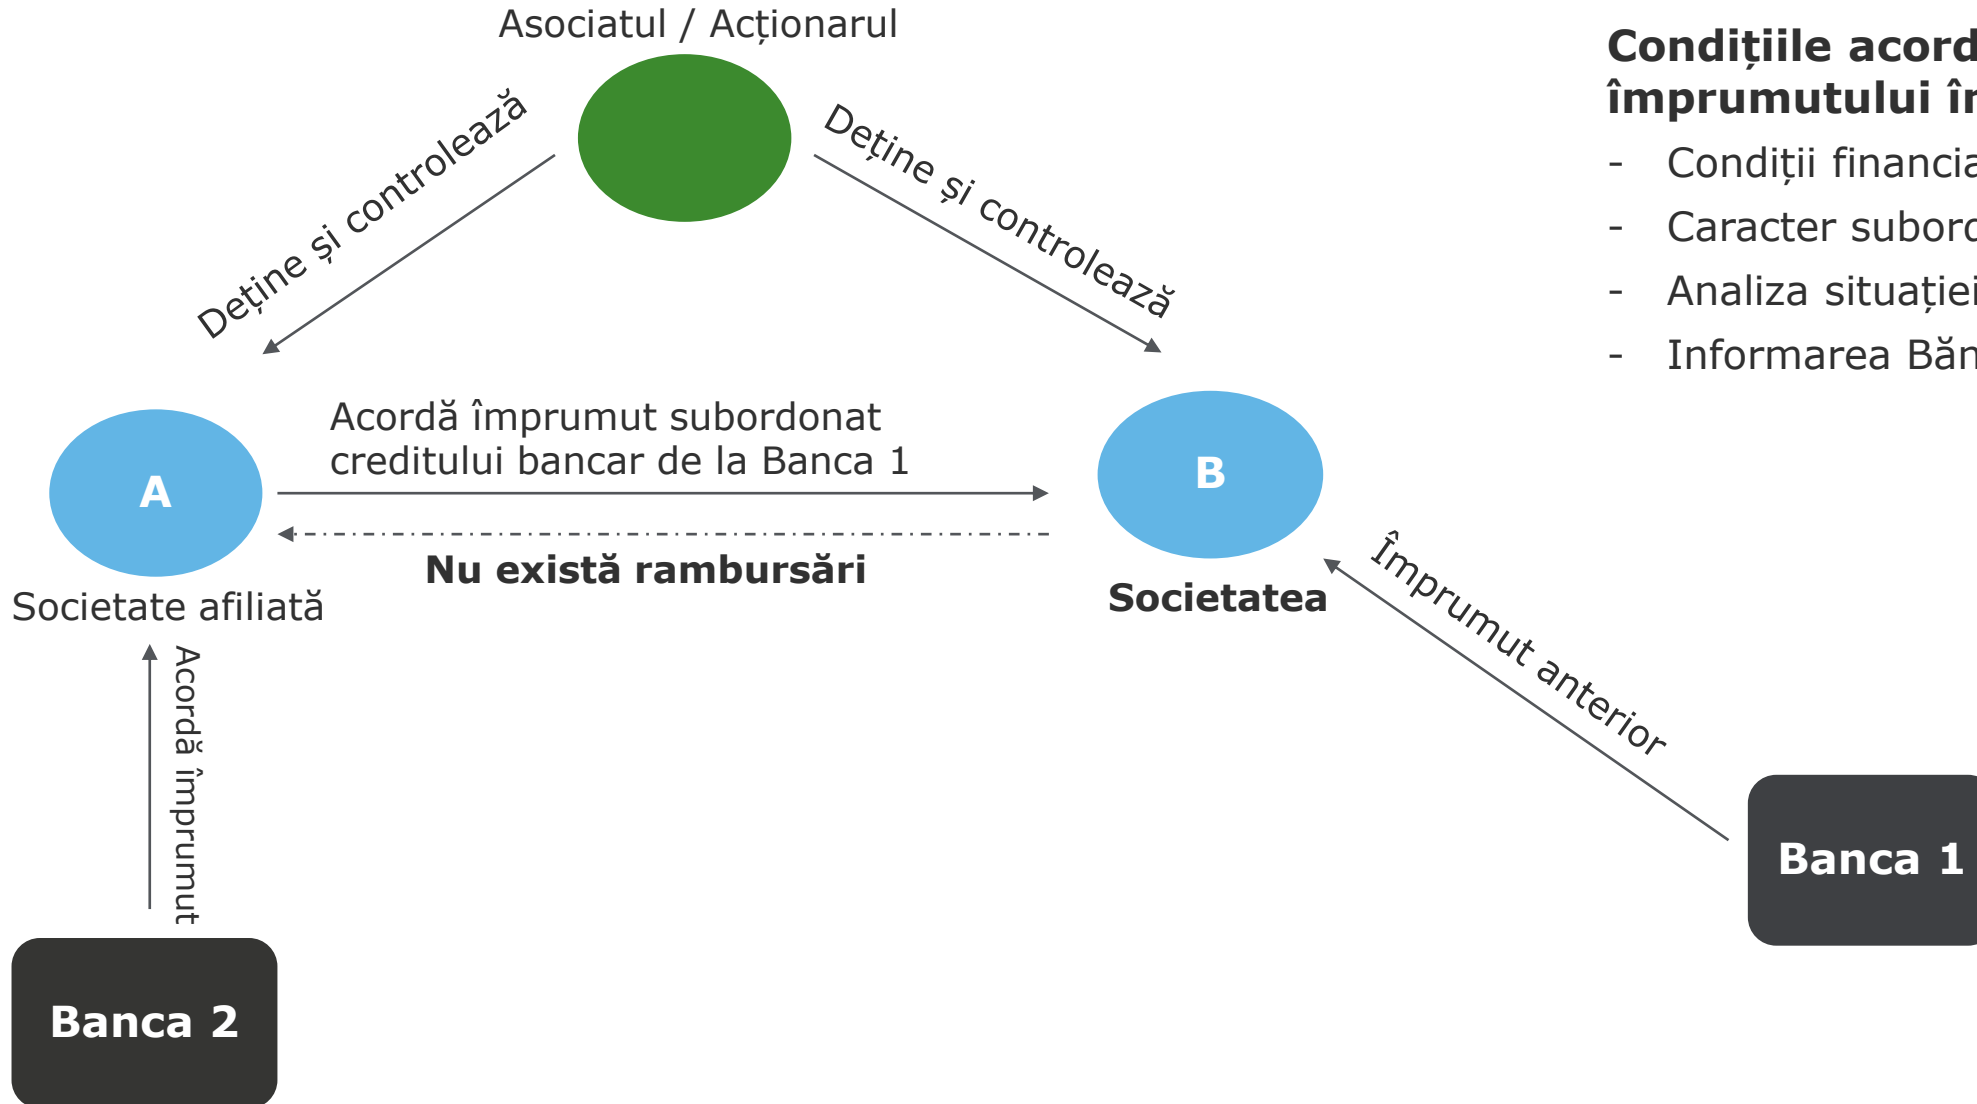 Asociatul / Acționarul
Condițiile acord
împrumutului în
- Condiții financia
- Caracter subord
- Analiza situației
- Informarea Băn
Deține și controlează
Deține și controlează
Acordă împrumut subordonat
creditului bancar de la Banca 1
A
B
Nu există rambursări
Societate afiliată
Societatea
Împrumut anterior
Acordă împrumut
Banca 1
Banca 2